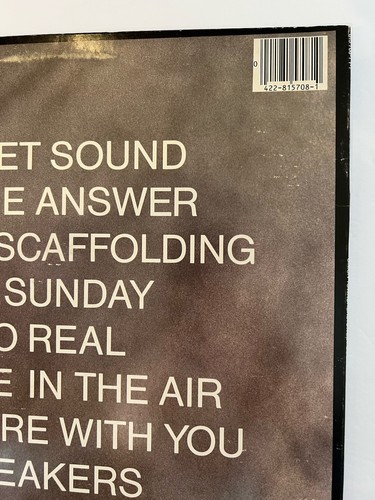 0
422-815708-1
ET SOUND
E ANSWER
SCAFFOLDING
SUNDAY
O REAL
E IN THE AIR
RE WITH YOU
EAKERS